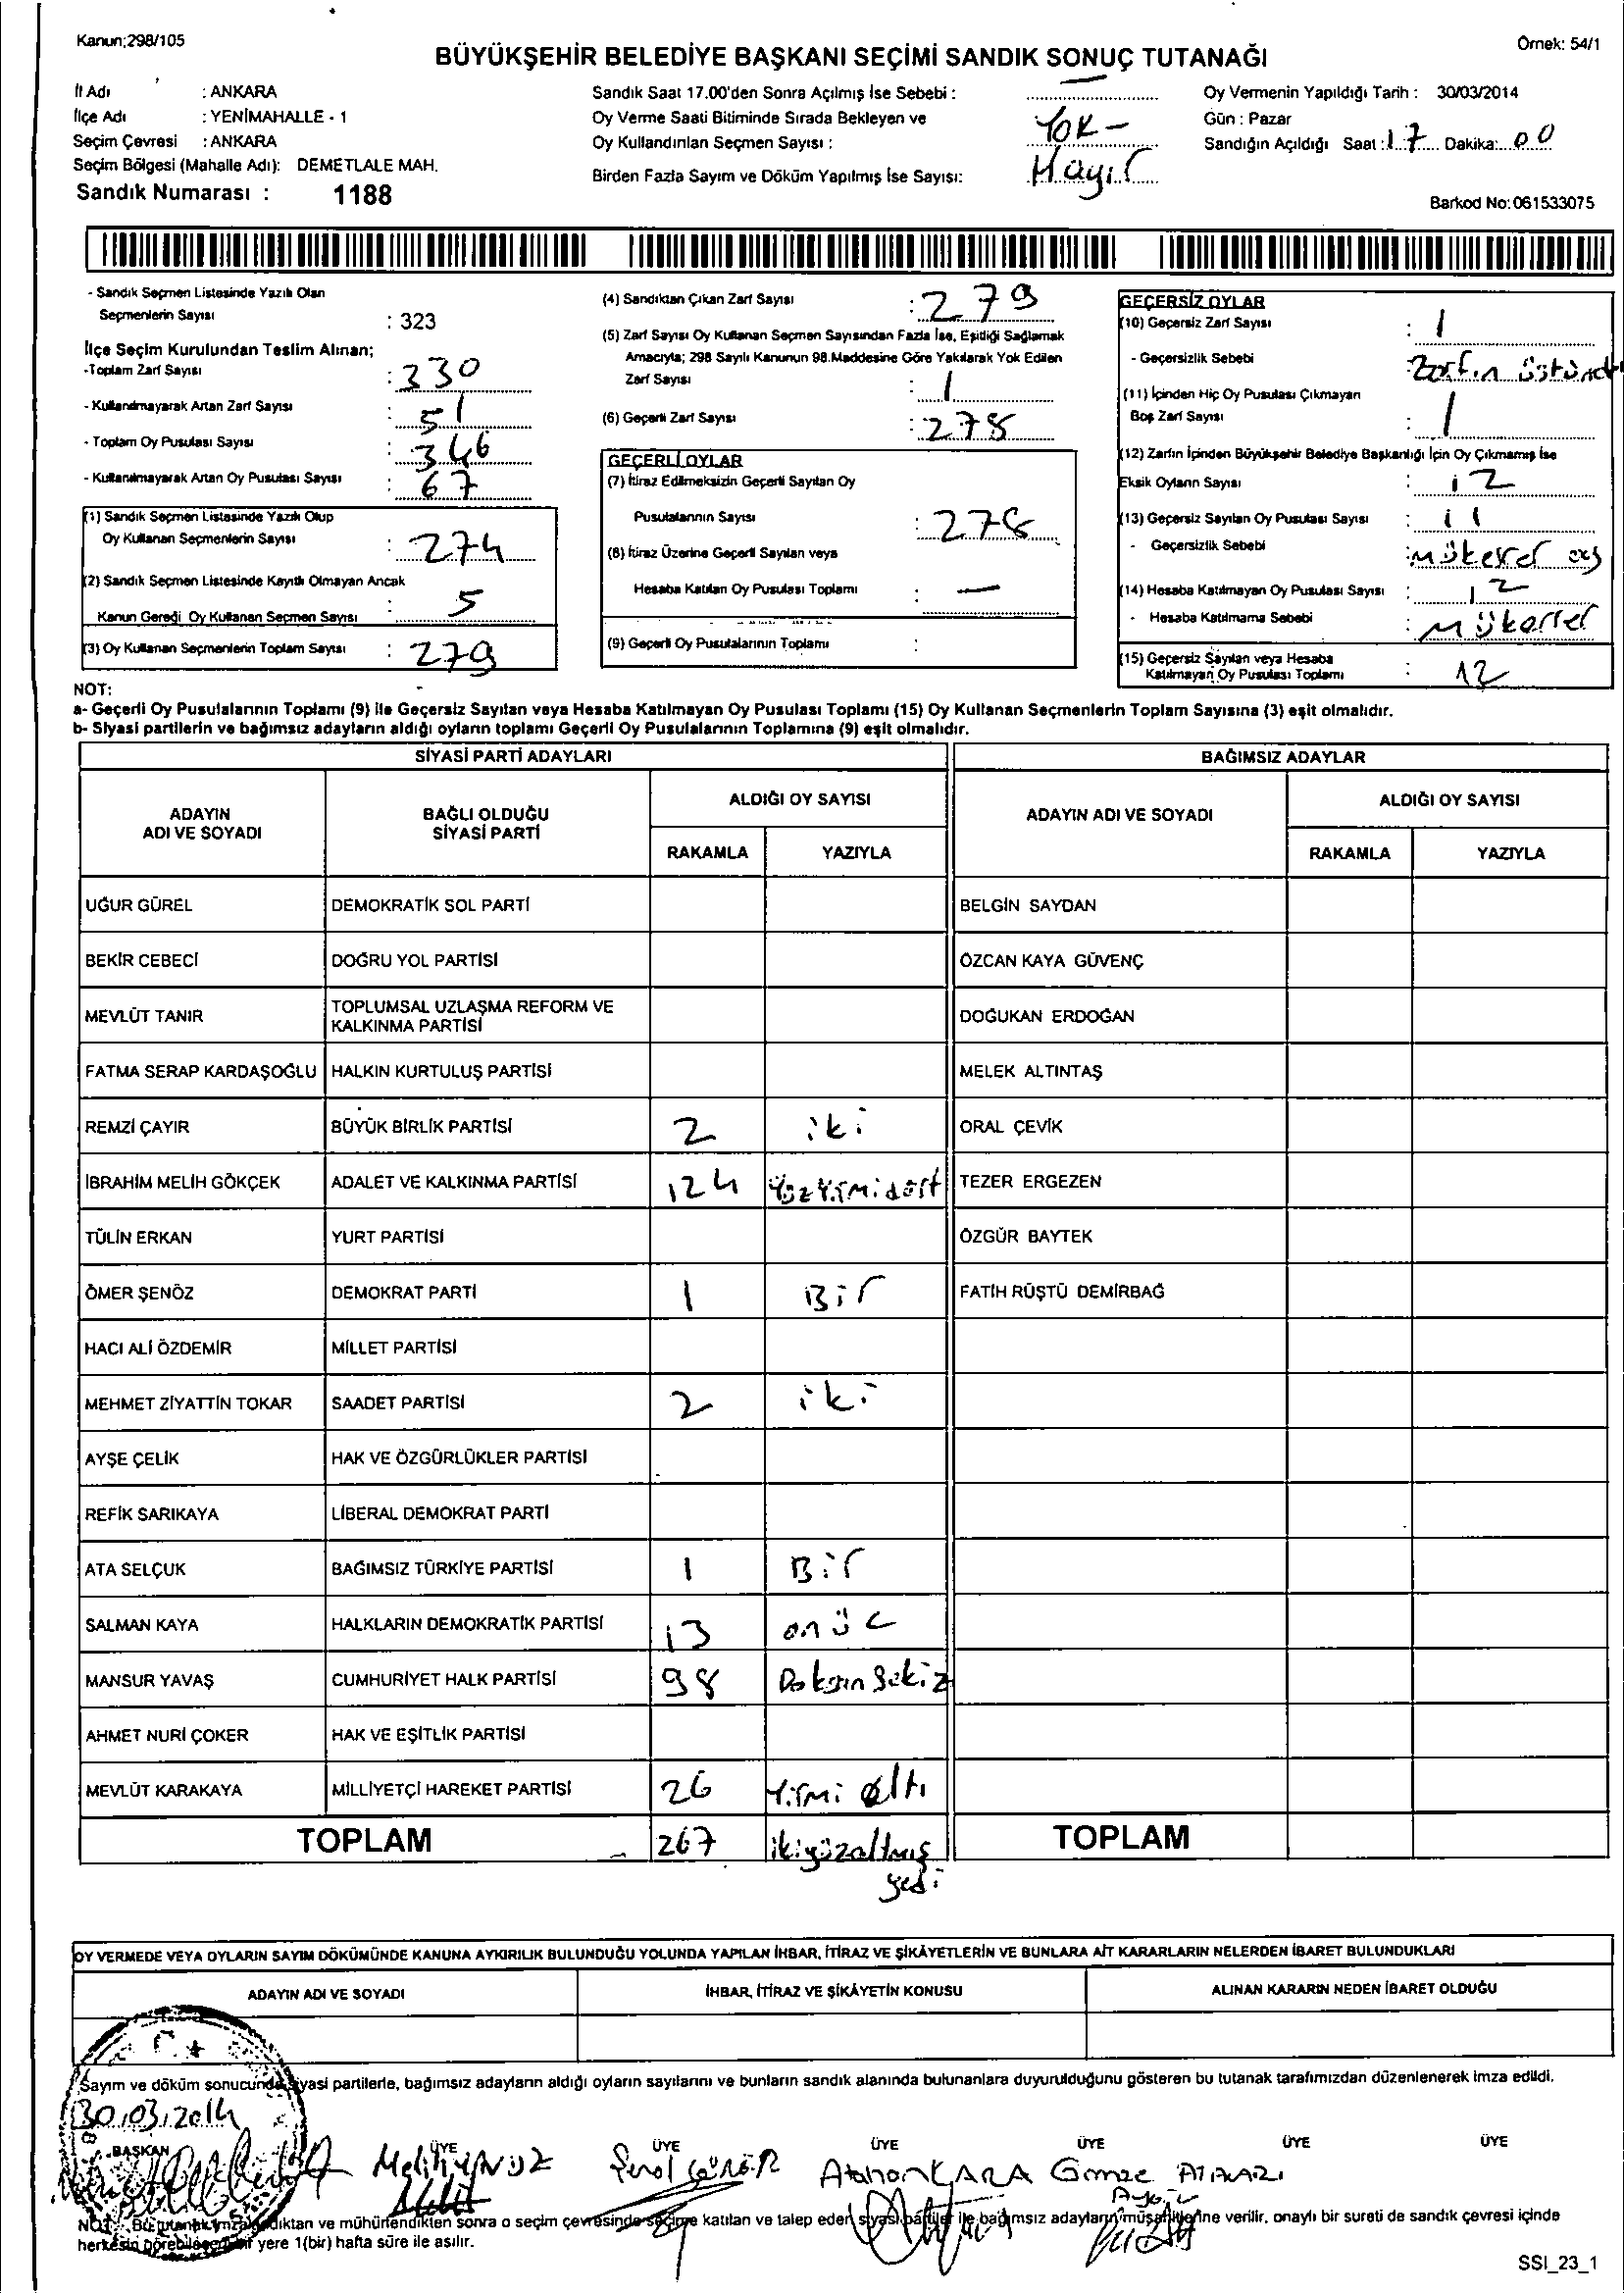 Kanun:298/105
Örnek: 54/1
BÜYÜKŞEHİR BELEDİYE BAŞKANI SEÇİMİ SANDIK SONUÇ TUTANAĞI
İl Adı : ANKARA
İlçe Adı : YENİMAHALLE - 1
Seçim Çevresi : ANKARA
Seçim Bölgesi (Mahalle Adı): DEMETLALE MAH.
Sandık Numarası : 1188
Sandık Saat 17.00'den Sonra Açılmış İse Sebebi : —
Oy Verme Saati Bitiminde Sırada Bekleyen ve
Oy Kullandırılan Seçmen Sayısı : Yok -
Birden Fazla Sayım ve Döküm Yapılmış İse Sayısı: Hayır
Oy Vermenin Yapıldığı Tarih : 30/03/2014
Gün : Pazar
Sandığın Açıldığı Saat : 17 Dakika: 00
Barkod No: 061533075
- Sandık Seçmen Listesinde Yazılı Olan
Seçmenlerin Sayısı : 323
İlçe Seçim Kurulundan Teslim Alınan;
-Toplam Zarf Sayısı : 330
- Kullanılmayarak Artan Zarf Sayısı : 51
- Toplam Oy Pusulası Sayısı : 346
- Kullanılmayarak Artan Oy Pusulası Sayısı : 67
(1) Sandık Seçmen Listesinde Yazılı Olup
Oy Kullanan Seçmenlerin Sayısı : 274
(2) Sandık Seçmen Listesinde Kayıtlı Olmayan Ancak
Kanun Gereği Oy Kullanan Seçmen Sayısı : 5
(3) Oy Kullanan Seçmenlerin Toplam Sayısı : 279
(4) Sandıktan Çıkan Zarf Sayısı : 279
(5) Zarf Sayısı Oy Kullanan Seçmen Sayısından Fazla İse, Eşitliği Sağlamak
Amacıyla; 298 Sayılı Kanunun 98.Maddesine Göre Yakılarak Yok Edilen
Zarf Sayısı : 1
(6) Geçerli Zarf Sayısı : 278
GEÇERLİ OYLAR
(7) İtiraz Edilmeksizin Geçerli Sayılan Oy
Pusulalarının Sayısı : 278
(8) İtiraz Üzerine Geçerli Sayılan veya
Hesaba Katılan Oy Pusulası Toplamı : —
(9) Geçerli Oy Pusulalarının Toplamı :
GEÇERSİZ OYLAR
(10) Geçersiz Zarf Sayısı : 1
- Geçersizlik Sebebi : Zarfın üstünde
(11) İçinden Hiç Oy Pusulası Çıkmayan
Boş Zarf Sayısı : 1
(12) Zarfın İçinden Büyükşehir Belediye Başkanlığı İçin Oy Çıkmamış İse
Eksik Oyların Sayısı : 12
(13) Geçersiz Sayılan Oy Pusulası Sayısı : 11
- Geçersizlik Sebebi : mükerrer oy
(14) Hesaba Katılmayan Oy Pusulası Sayısı : 12
- Hesaba Katılmama Sebebi : Mükerrer
(15) Geçersiz Sayılan veya Hesaba
Katılmayan Oy Pusulası Toplamı : 12
NOT:
a- Geçerli Oy Pusulalarının Toplamı (9) ile Geçersiz Sayılan veya Hesaba Katılmayan Oy Pusulası Toplamı (15) Oy Kullanan Seçmenlerin Toplam Sayısına (3) eşit olmalıdır.
b- Siyasi partilerin ve bağımsız adayların aldığı oyların toplamı Geçerli Oy Pusulalarının Toplamına (9) eşit olmalıdır.
SİYASİ PARTİ ADAYLARI
BAĞIMSIZ ADAYLAR
ADAYIN ADI VE SOYADI
BAĞLI OLDUĞU SİYASİ PARTİ
ALDIĞI OY SAYISI
RAKAMLA YAZIYLA
ADAYIN ADI VE SOYADI
ALDIĞI OY SAYISI
RAKAMLA YAZIYLA
UĞUR GÜREL DEMOKRATİK SOL PARTİ BELGİN SAYDAN
BEKİR CEBECİ DOĞRU YOL PARTİSİ ÖZCAN KAYA GÜVENÇ
MEVLÜT TANIR TOPLUMSAL UZLAŞMA REFORM VE KALKINMA PARTİSİ DOĞUKAN ERDOĞAN
FATMA SERAP KARDAŞOĞLU HALKIN KURTULUŞ PARTİSİ MELEK ALTINTAŞ
REMZİ ÇAYIR BÜYÜK BİRLİK PARTİSİ 2 iki ORAL ÇEVİK
İBRAHİM MELİH GÖKÇEK ADALET VE KALKINMA PARTİSİ 124 Yüzyirmidört TEZER ERGEZEN
TÜLİN ERKAN YURT PARTİSİ ÖZGÜR BAYTEK
ÖMER ŞENÖZ DEMOKRAT PARTİ 1 Bir FATİH RÜŞTÜ DEMİRBAĞ
HACI ALİ ÖZDEMİR MİLLET PARTİSİ
MEHMET ZİYATTİN TOKAR SAADET PARTİSİ 2 iki
AYŞE ÇELİK HAK VE ÖZGÜRLÜKLER PARTİSİ
REFİK SARIKAYA LİBERAL DEMOKRAT PARTİ
ATA SELÇUK BAĞIMSIZ TÜRKİYE PARTİSİ 1 Bir
SALMAN KAYA HALKLARIN DEMOKRATİK PARTİSİ 13 onüc
MANSUR YAVAŞ CUMHURİYET HALK PARTİSİ 98 Doksan Sekiz
AHMET NURİ ÇOKER HAK VE EŞİTLİK PARTİSİ
MEVLÜT KARAKAYA MİLLİYETÇİ HAREKET PARTİSİ 26 Yirmi altı
TOPLAM 267 ikiyüzaltmış yedi TOPLAM
OY VERMEDE VEYA OYLARIN SAYIM DÖKÜMÜNDE KANUNA AYKIRILIK BULUNDUĞU YOLUNDA YAPILAN İHBAR, İTİRAZ VE ŞİKÂYETLERİN VE BUNLARA AİT KARARLARIN NELERDEN İBARET BULUNDUKLARI
ADAYIN ADI VE SOYADI İHBAR, İTİRAZ VE ŞİKÂYETİN KONUSU ALINAN KARARIN NEDEN İBARET OLDUĞU
Sayım ve döküm sonucunda siyasi partilerle, bağımsız adayların aldığı oyların sayılarını ve bunların sandık alanında bulunanlara duyurulduğunu gösteren bu tutanak tarafımızdan düzenlenerek imza edildi.
30.03.2014
BAŞKAN ÜYE ÜYE ÜYE ÜYE ÜYE ÜYE
Melih YAVUZ Şenol GÜNER KARA Gamze
NOT: Bu tutanak imzalandıktan ve mühürlendikten sonra o seçim çevresinde seçime katılan ve talep eden siyasi partiler ile bağımsız adayların müşahitlerine verilir, onaylı bir sureti de sandık çevresi içinde
herkesin görebileceği bir yere 1(bir) hafta süre ile asılır.
SSI_23_1